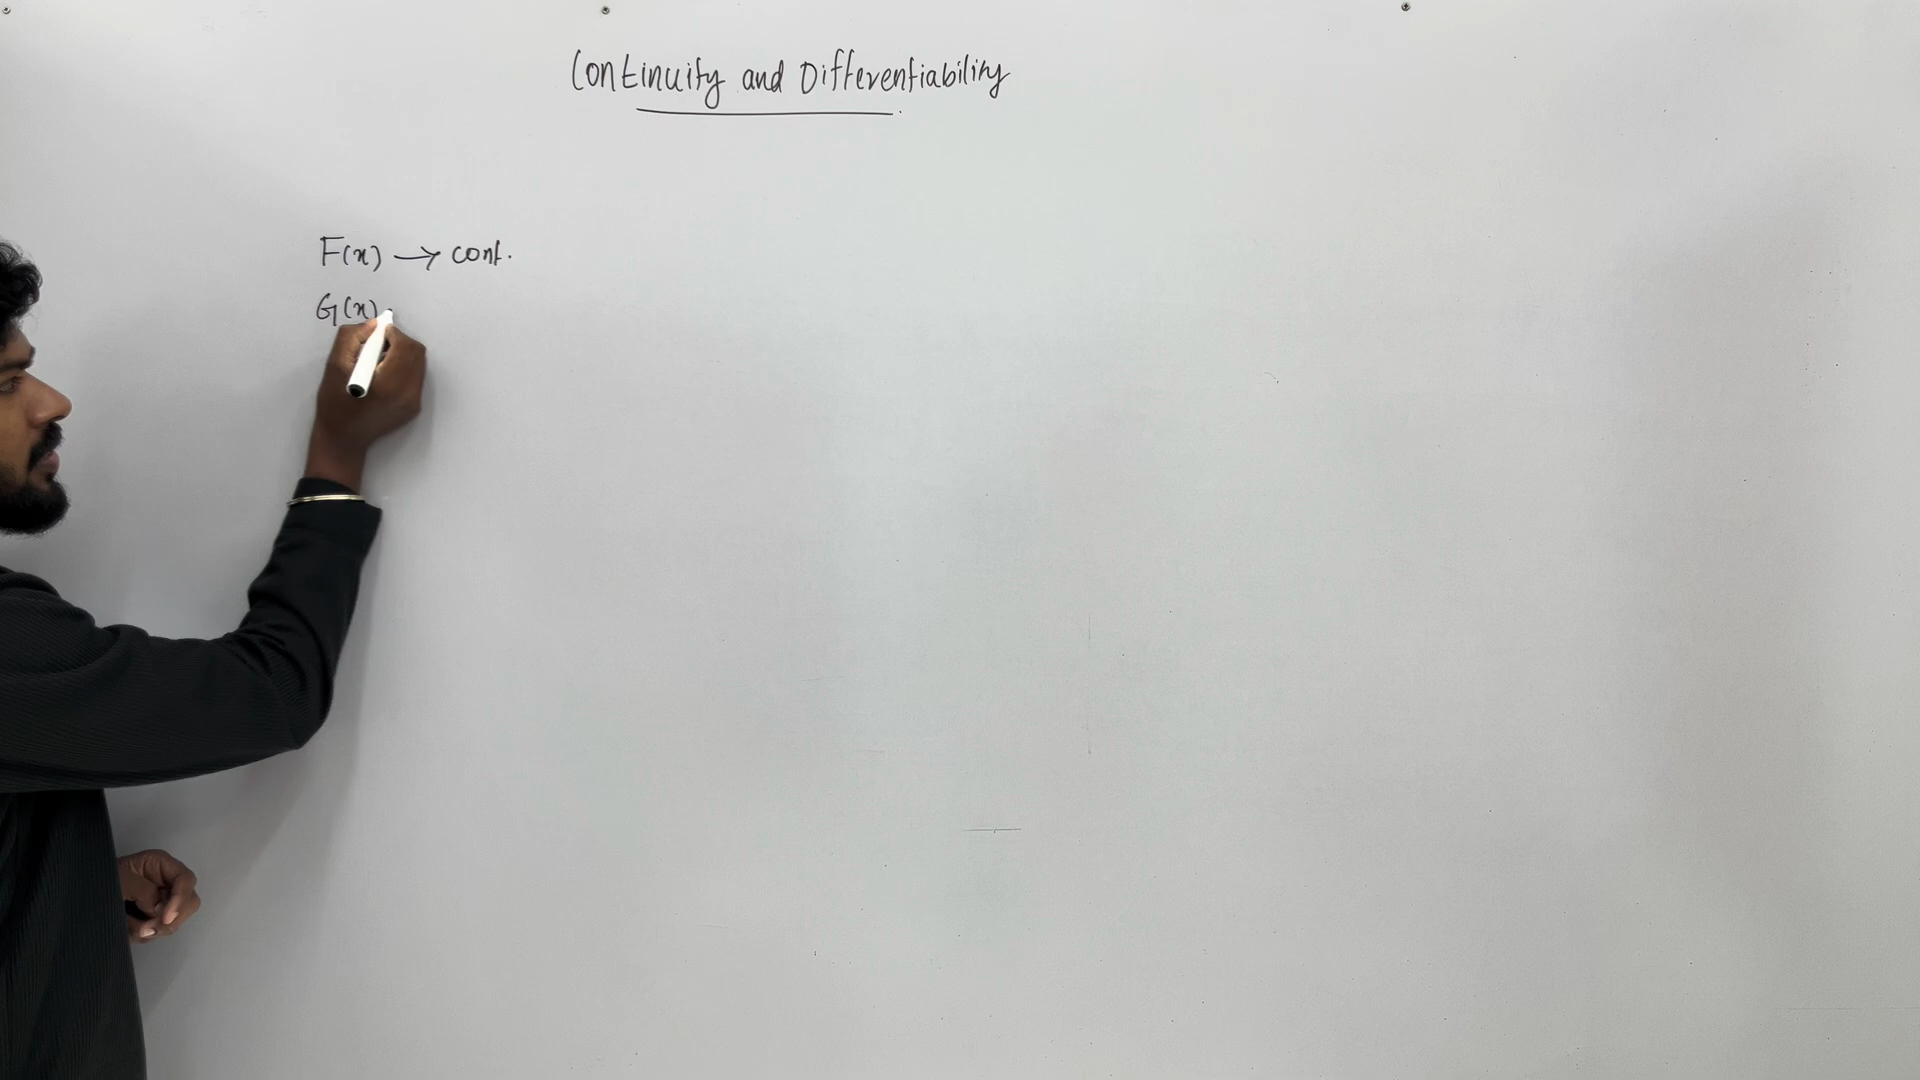 Continuity and Differentiability
F(x) → cont.
G(x)